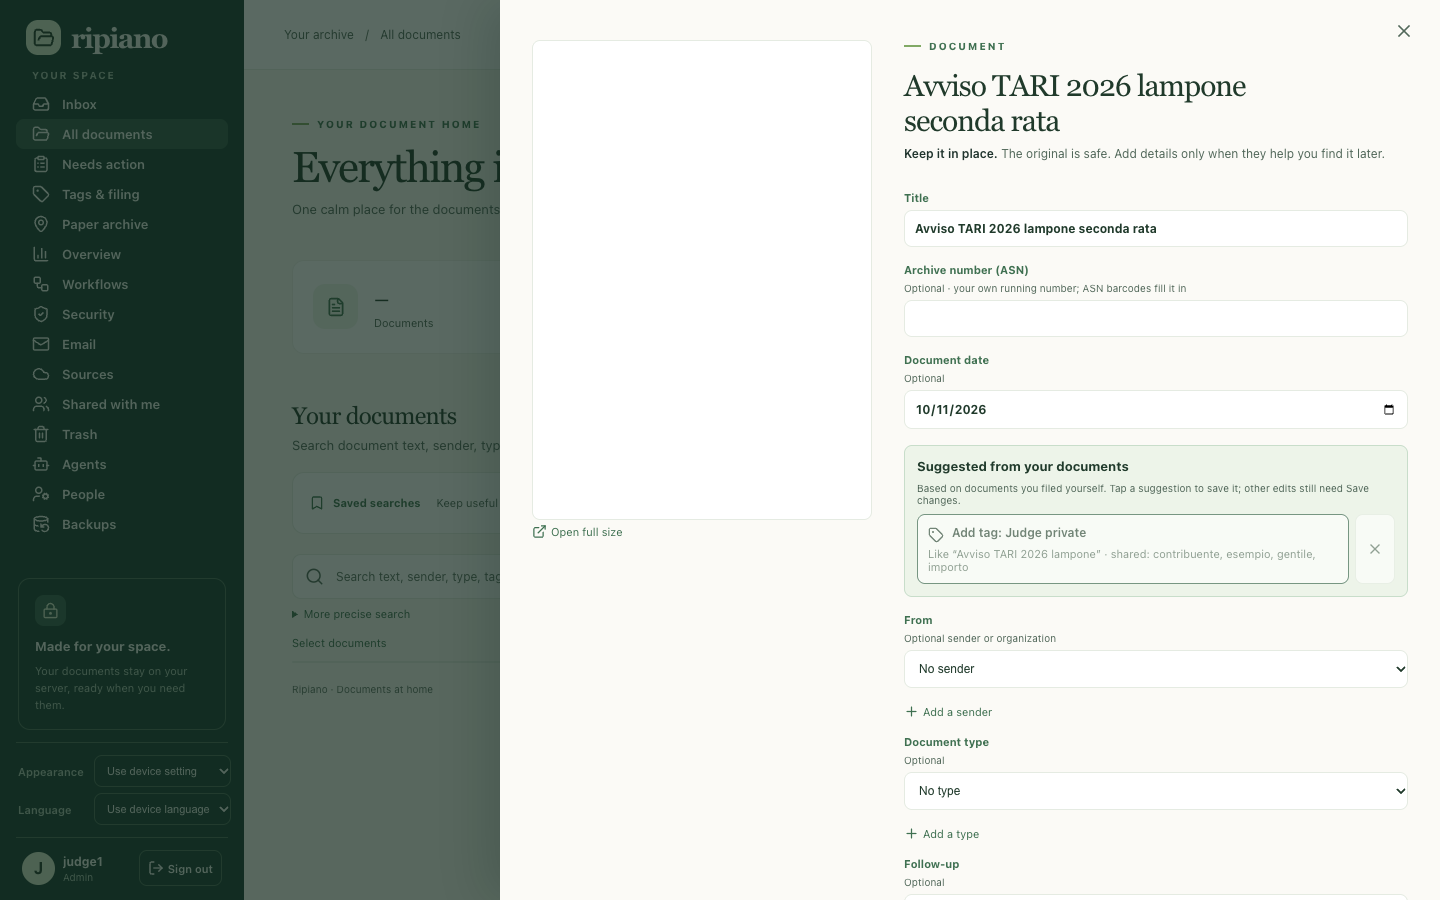 ripiano
YOUR SPACE
Inbox
All documents
Needs action
Tags & filing
Paper archive
Overview
Workflows
Security
Email
Sources
Shared with me
Trash
Agents
People
Backups
Made for your space.
Your documents stay on your
server, ready when you need
them.
Appearance
Use device setting
Language
Use device language
J
judge1
Admin
Sign out
Your archive / All documents
YOUR DOCUMENT HOME
Everything i
One calm place for the documents
—
Documents
Your documents
Search document text, sender, typ
Saved searches Keep useful
Search text, sender, type, tag
More precise search
Select documents
Ripiano · Documents at home
Open full size
DOCUMENT
Avviso TARI 2026 lampone
seconda rata
Keep it in place. The original is safe. Add details only when they help you find it later.
Title
Avviso TARI 2026 lampone seconda rata
Archive number (ASN)
Optional · your own running number; ASN barcodes fill it in
Document date
Optional
10/11/2026
Suggested from your documents
Based on documents you filed yourself. Tap a suggestion to save it; other edits still need Save
changes.
Add tag: Judge private
Like “Avviso TARI 2026 lampone” · shared: contribuente, esempio, gentile,
importo
From
Optional sender or organization
No sender
Add a sender
Document type
Optional
No type
Add a type
Follow-up
Optional